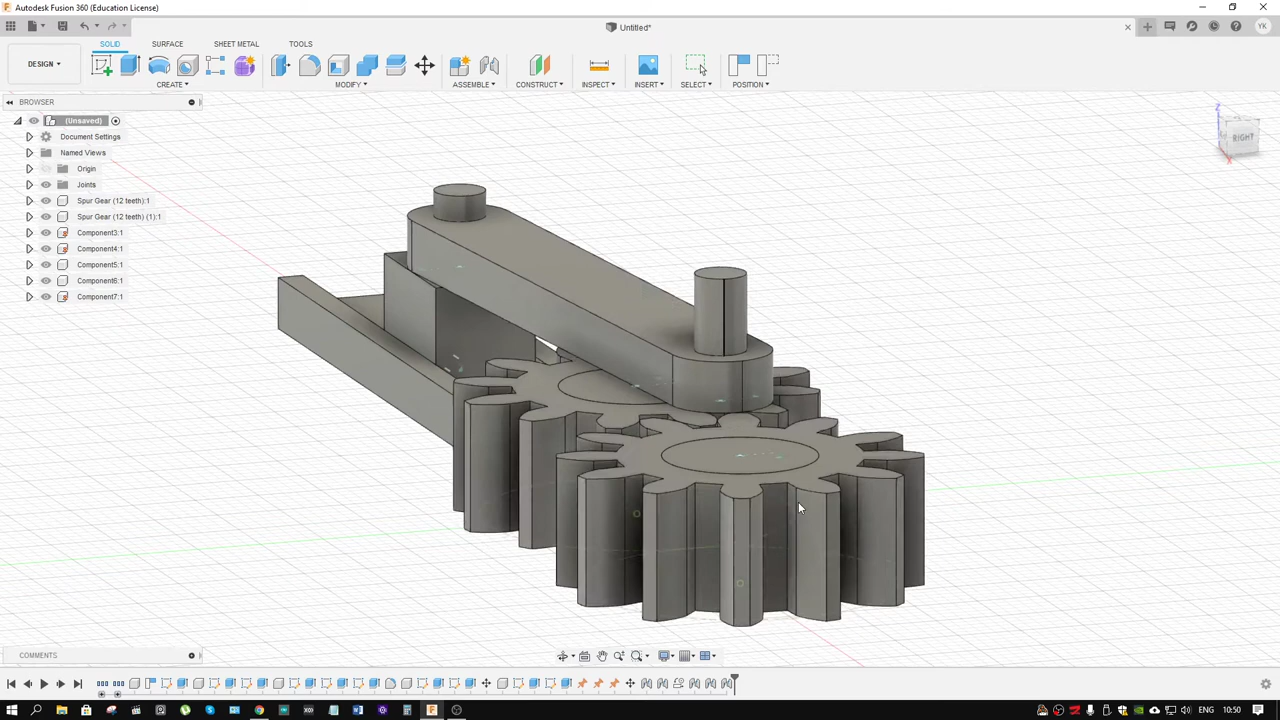 Autodesk Fusion 360 (Education License)
Untitled*
YK
DESIGN
SOLID
SURFACE
SHEET METAL
TOOLS
CREATE
MODIFY
ASSEMBLE
CONSTRUCT
INSPECT
INSERT
SELECT
POSITION
BROWSER
(Unsaved)
Document Settings
Named Views
Origin
Joints
Spur Gear (12 teeth):1
Spur Gear (12 teeth) (1):1
Component3:1
Component4:1
Component5:1
Component6:1
Component7:1
Z
RIGHT
X
COMMENTS
ENG
10:50